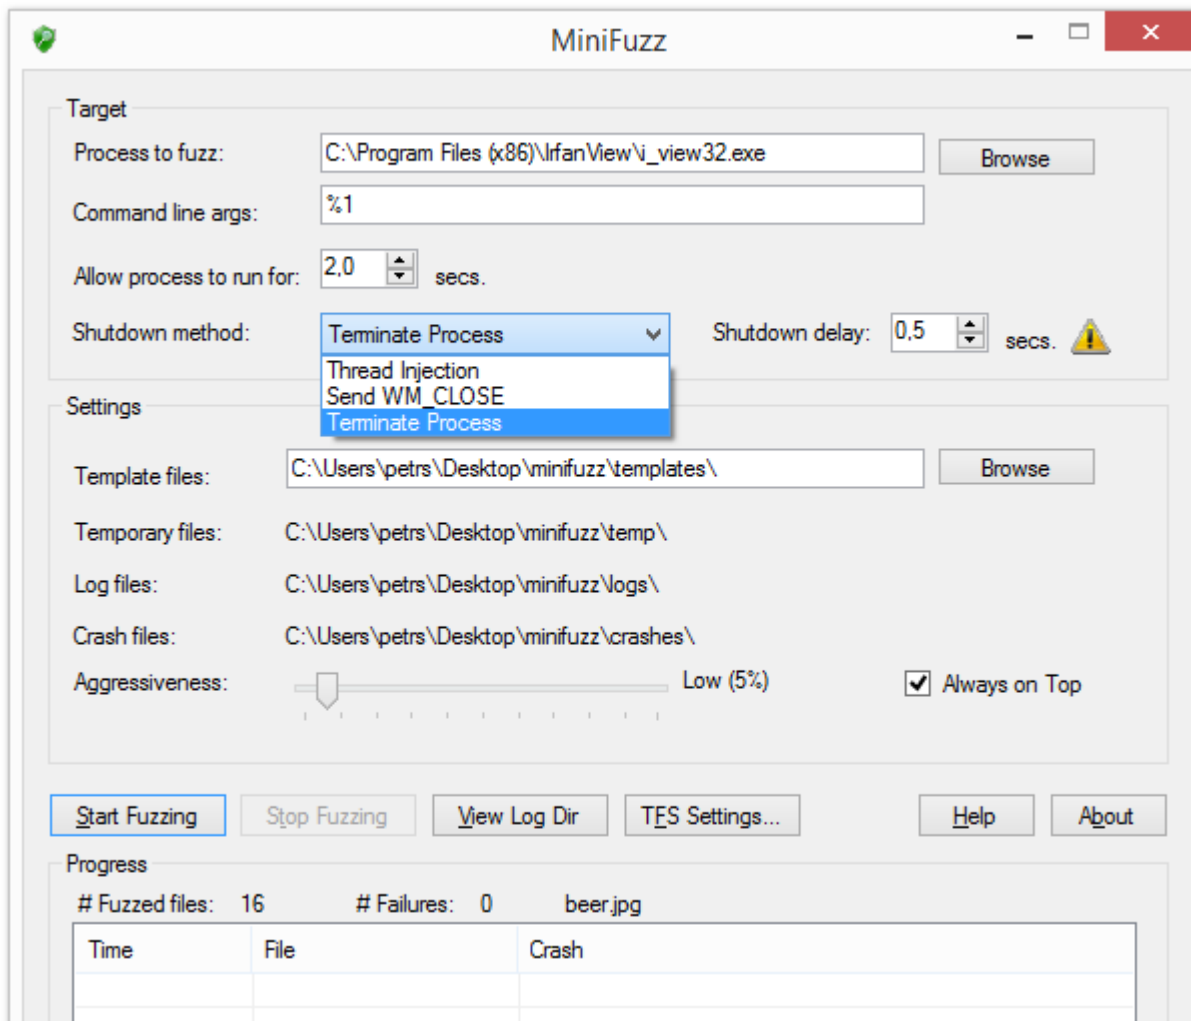 MiniFuzz
Target
Process to fuzz: C:\Program Files (x86)\IrfanView\i_view32.exe Browse
Command line args: %1
Allow process to run for: 2,0 secs.
Shutdown method: Terminate Process Shutdown delay: 0,5 secs.
Thread Injection
Send WM_CLOSE
Terminate Process
Settings
Template files: C:\Users\petrs\Desktop\minifuzz\templates\ Browse
Temporary files: C:\Users\petrs\Desktop\minifuzz\temp\
Log files: C:\Users\petrs\Desktop\minifuzz\logs\
Crash files: C:\Users\petrs\Desktop\minifuzz\crashes\
Aggressiveness: Low (5%) Always on Top
Start Fuzzing Stop Fuzzing View Log Dir TFS Settings... Help About
Progress
# Fuzzed files: 16 # Failures: 0 beer.jpg
Time File Crash